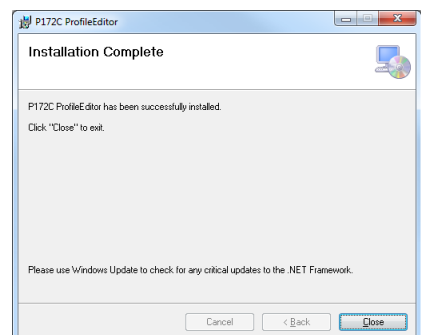 P172C ProfileEditor
Installation Complete
P172C ProfileEditor has been successfully installed.
Click "Close" to exit.
Please use Windows Update to check for any critical updates to the .NET Framework.
Cancel
< Back
Close